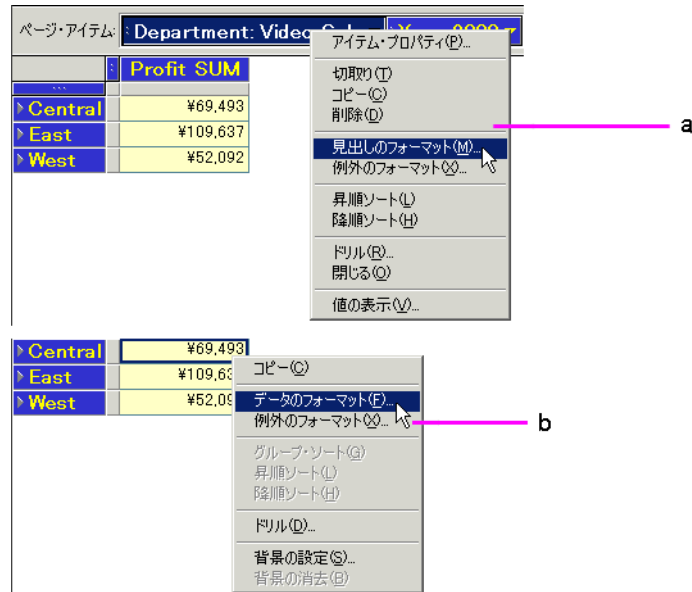 ページ・アイテム: Department: Video
Profit SUM
Central ¥69,493
East ¥109,637
West ¥52,092
アイテム・プロパティ(P)...
切取り(T)
コピー(C)
削除(D)
見出しのフォーマット(M)...
例外のフォーマット(X)...
昇順ソート(L)
降順ソート(H)
ドリル(R)...
閉じる(O)
値の表示(V)...
a
Central ¥69,493
East ¥109,63
West ¥52,09
コピー(C)
データのフォーマット(F)...
例外のフォーマット(X)...
グループ・ソート(G)
昇順ソート(L)
降順ソート(H)
ドリル(D)...
背景の設定(S)...
背景の消去(B)
b